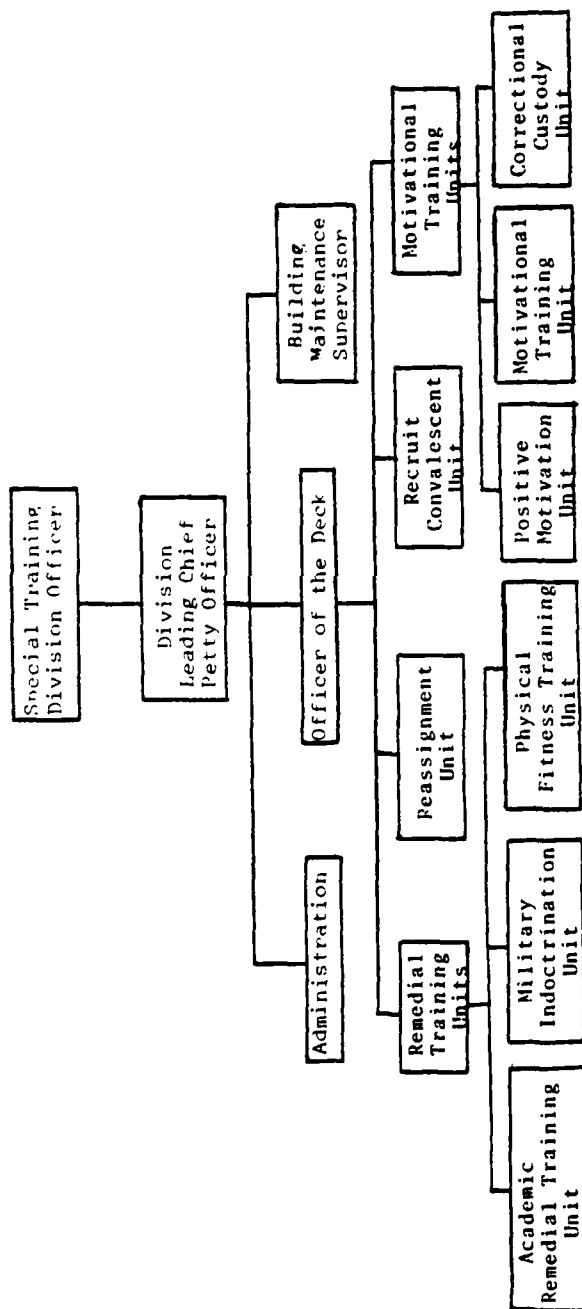 Special Training
Division Officer
Division
Leading Chief
Petty Officer
Administration
Officer of the Deck
Building
Maintenance
Supervisor
Remedial
Training
Units
Reassignment
Unit
Recruit
Convalescent
Unit
Motivational
Training
Units
Academic
Remedial Training
Unit
Military
Indoctrination
Unit
Physical
Fitness Training
Unit
Positive
Motivation
Unit
Motivational
Training
Unit
Correctional
Custody
Unit